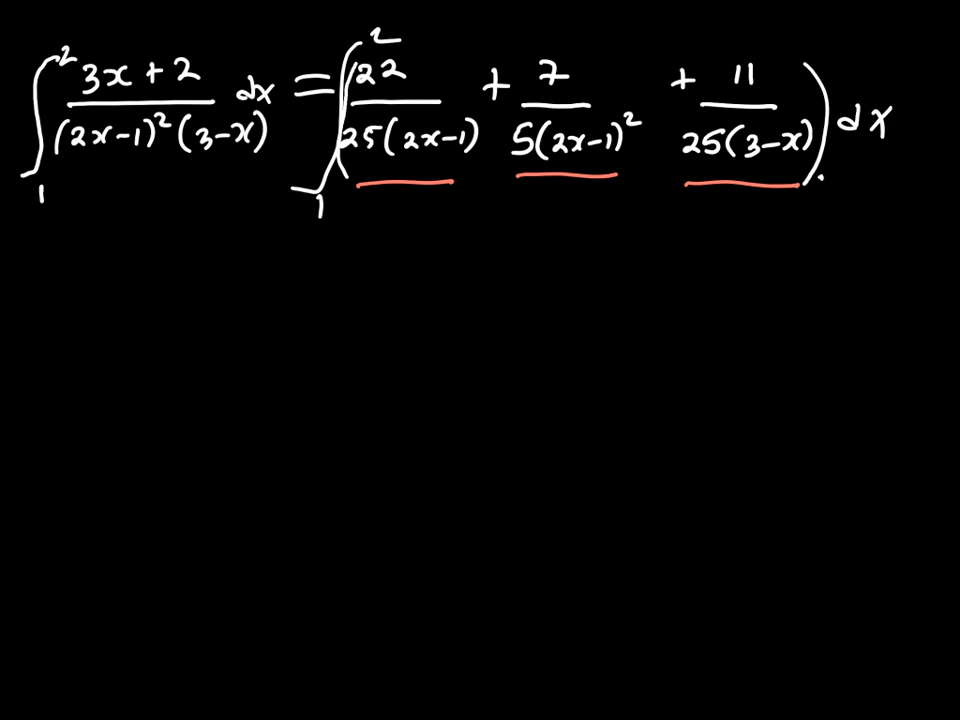 ∫₁² (3x + 2)/((2x-1)²(3-x)) dx = ∫₁² (22/(25(2x-1)) + 7/(5(2x-1)²) + 11/(25(3-x))) dx